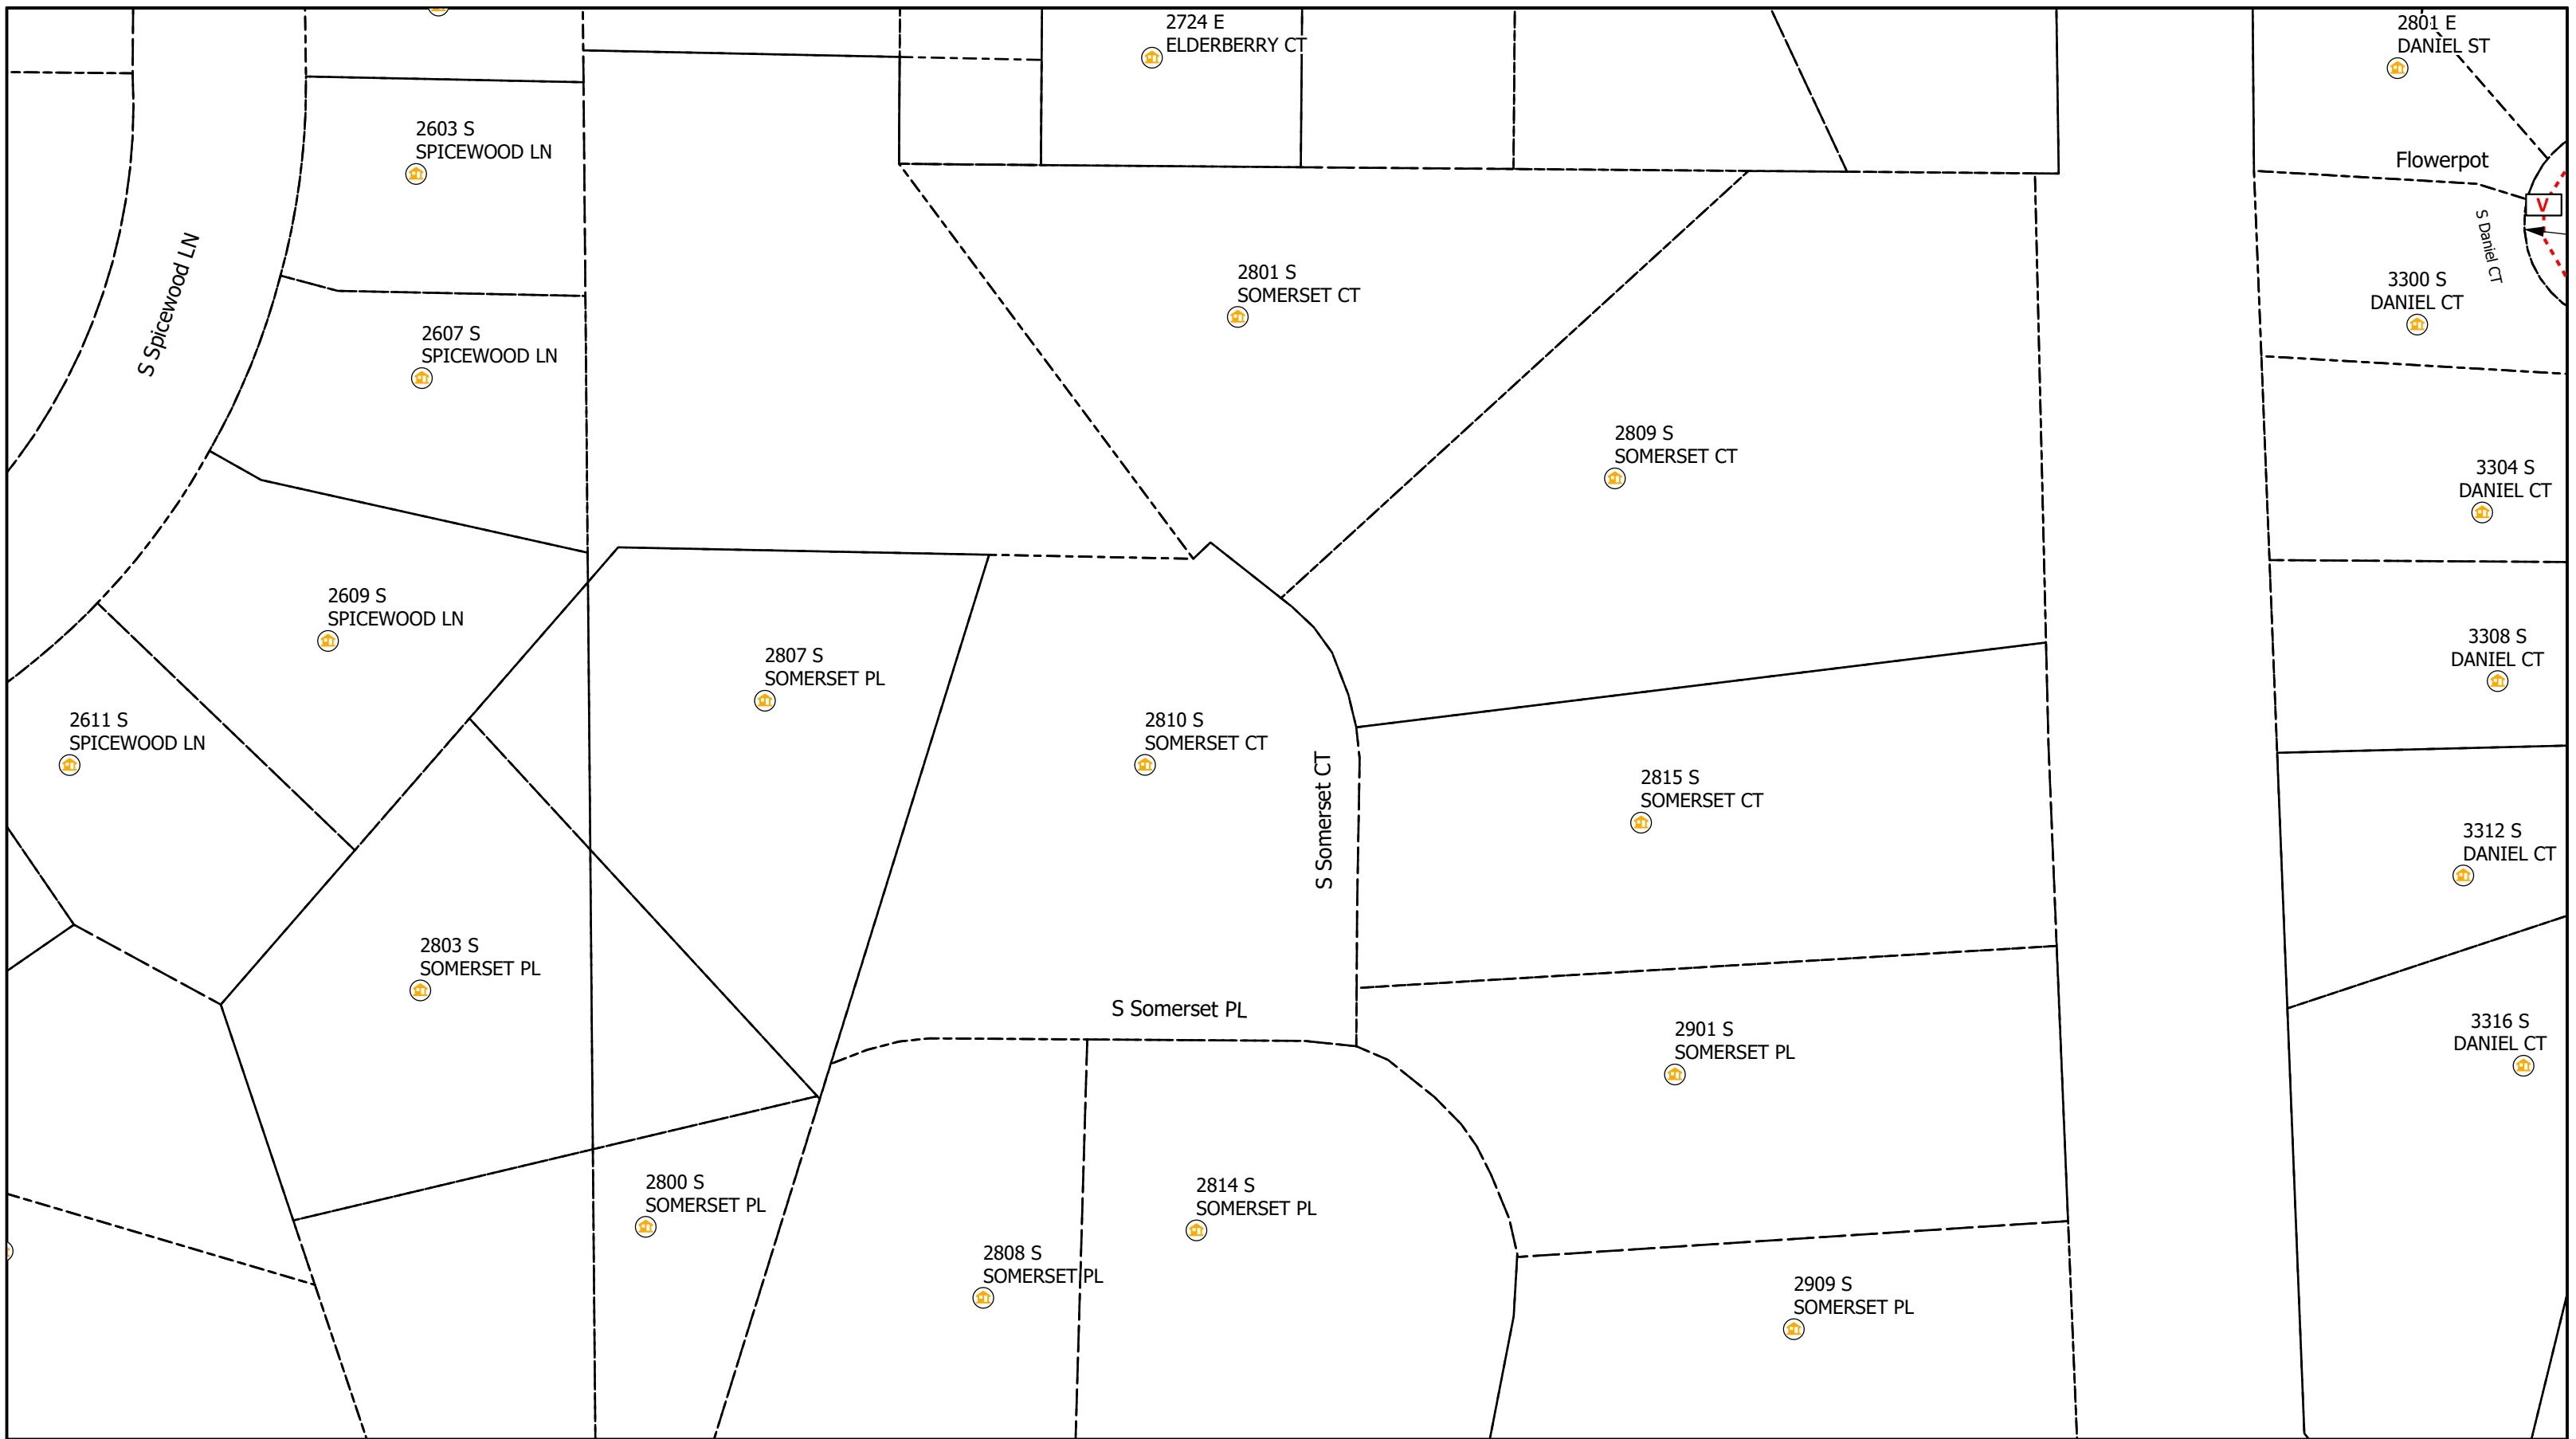 2724 E
ELDERBERRY CT
2801 E
DANIEL ST
2603 S
SPICEWOOD LN
Flowerpot
V
S Daniel CT
S Spicewood LN
2801 S
SOMERSET CT
3300 S
DANIEL CT
2607 S
SPICEWOOD LN
2809 S
SOMERSET CT
3304 S
DANIEL CT
2609 S
SPICEWOOD LN
2807 S
SOMERSET PL
3308 S
DANIEL CT
2611 S
SPICEWOOD LN
2810 S
SOMERSET CT
S Somerset CT
2815 S
SOMERSET CT
3312 S
DANIEL CT
2803 S
SOMERSET PL
S Somerset PL
2901 S
SOMERSET PL
3316 S
DANIEL CT
2800 S
SOMERSET PL
2814 S
SOMERSET PL
2808 S
SOMERSET PL
2909 S
SOMERSET PL